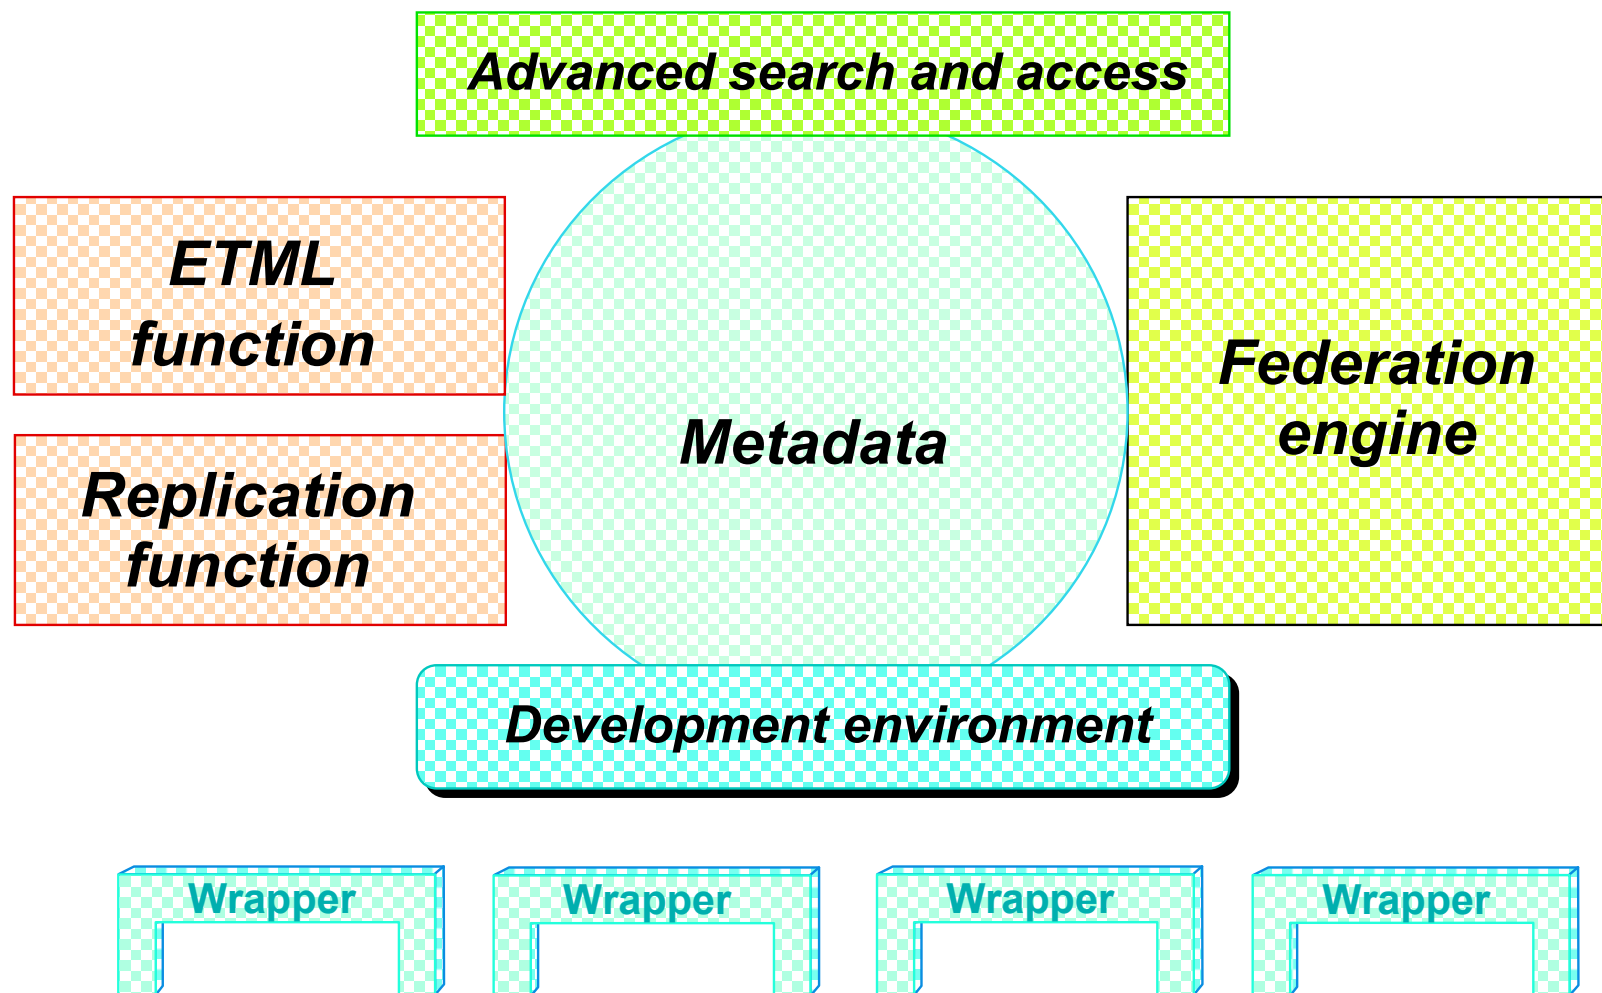 Advanced search and access
ETML
function
Replication
function
Metadata
Federation
engine
Development environment
Wrapper
Wrapper
Wrapper
Wrapper